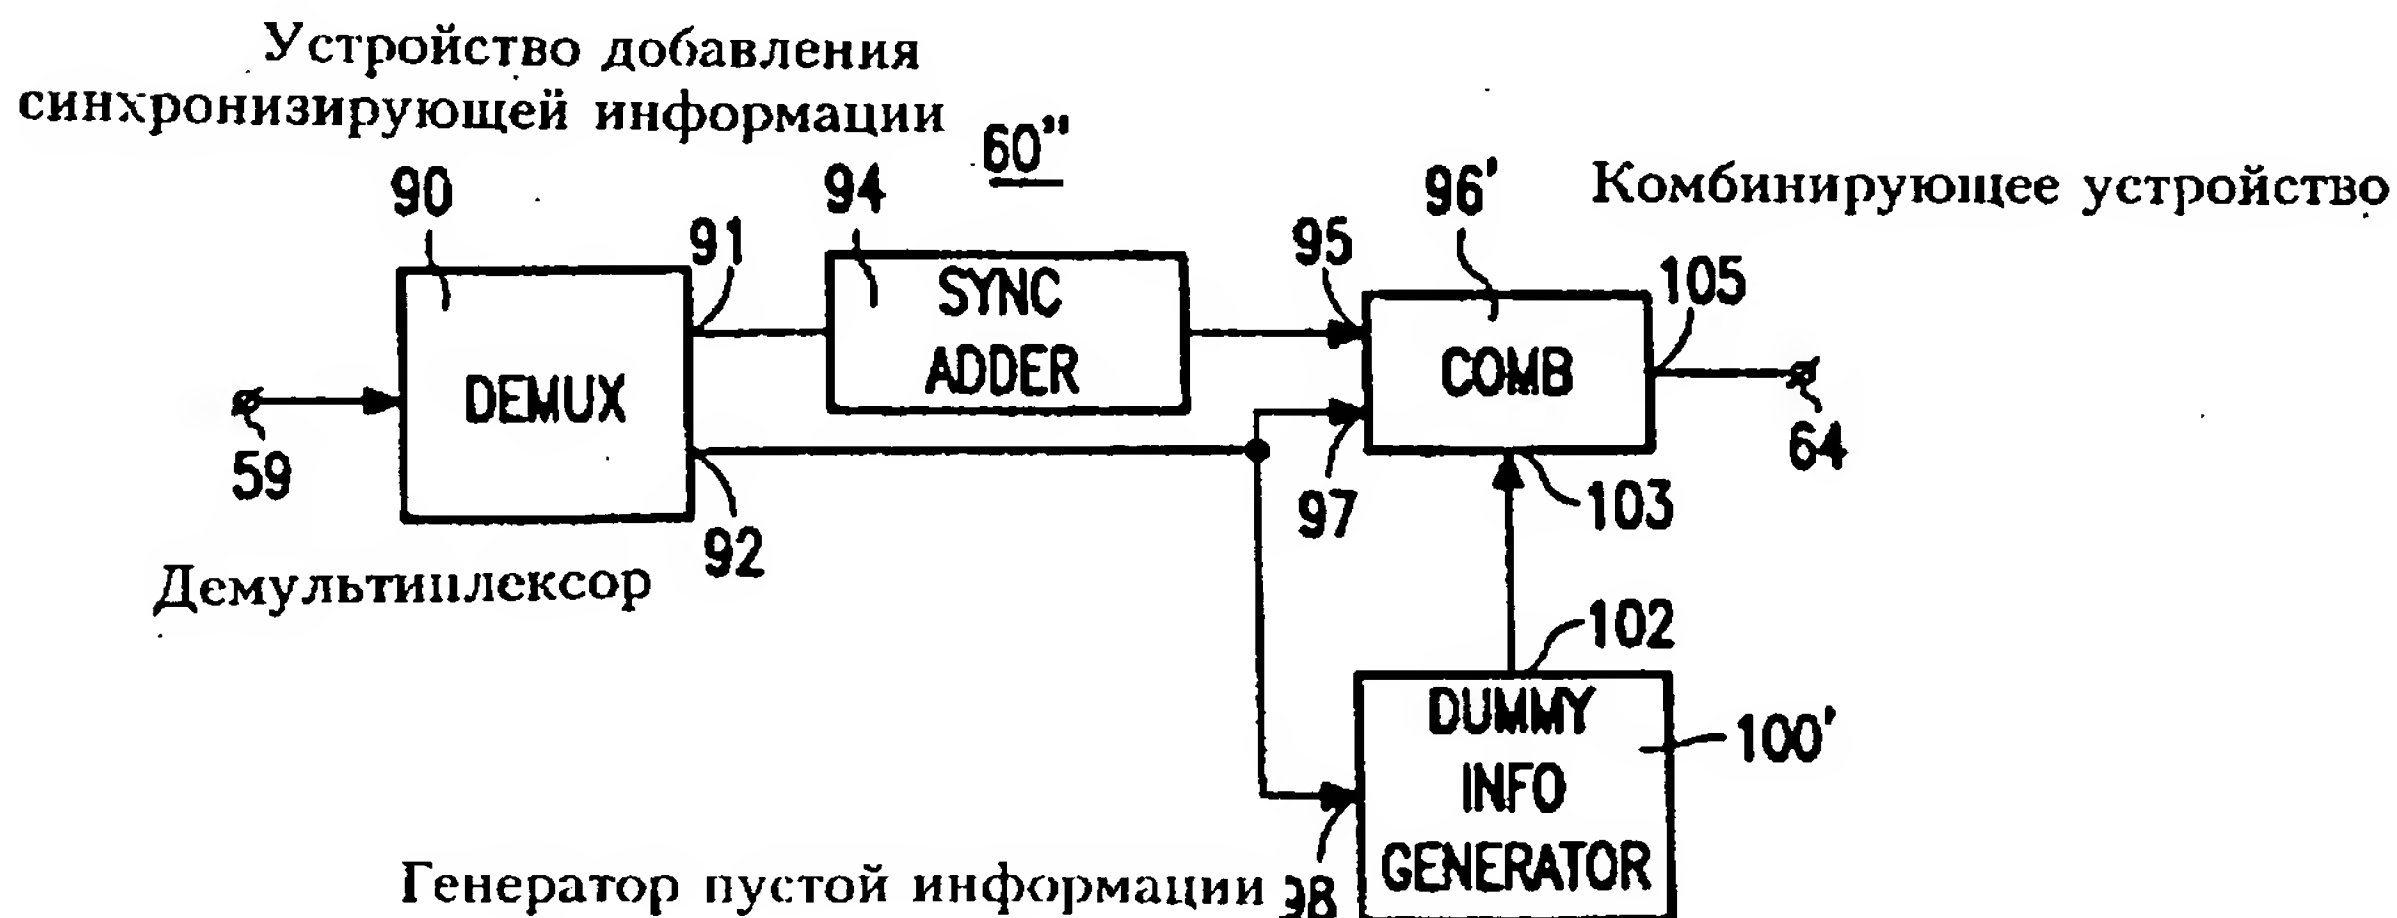 Устройство добавления
синхронизирующей информации
60"
90
94
96'
Комбинирующее устройство
91
95
105
SYNC
ADDER
DEMUX
COMB
59
92
97
103
64
Демультиплексор
102
DUMMY
INFO
GENERATOR
100'
Генератор пустой информации
98